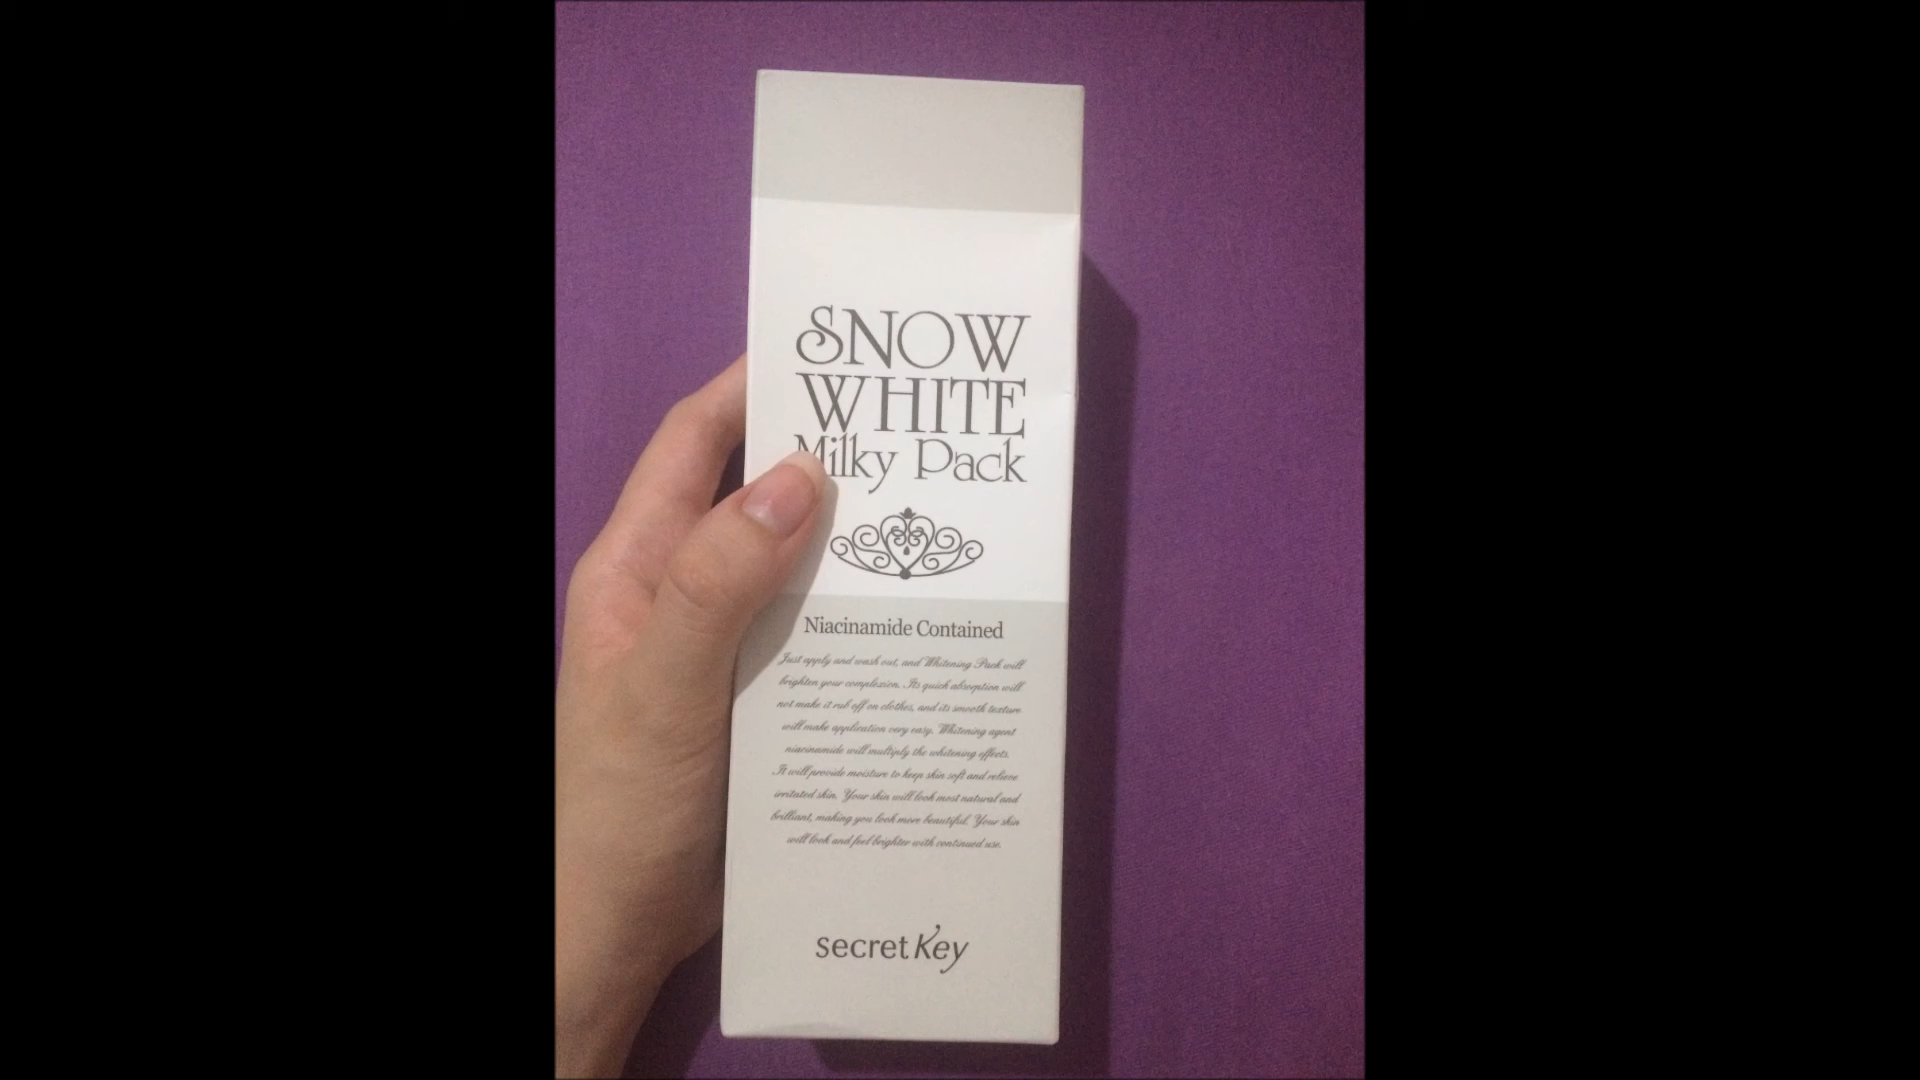 SNOW
WHITE
Milky Pack
Niacinamide Contained
Just apply and wash out, and Whitening Pack will
brighten your complexion. Its quick absorption will
not make it rub off on clothes, and its smooth texture
will make application very easy. Whitening agent
niacinamide will multiply the whitening effects.
It will provide moisture to keep skin soft and relieve
irritated skin. Your skin will look most natural and
brilliant, making you look more beautiful. Your skin
will look and feel brighter with continued use.
secret Key